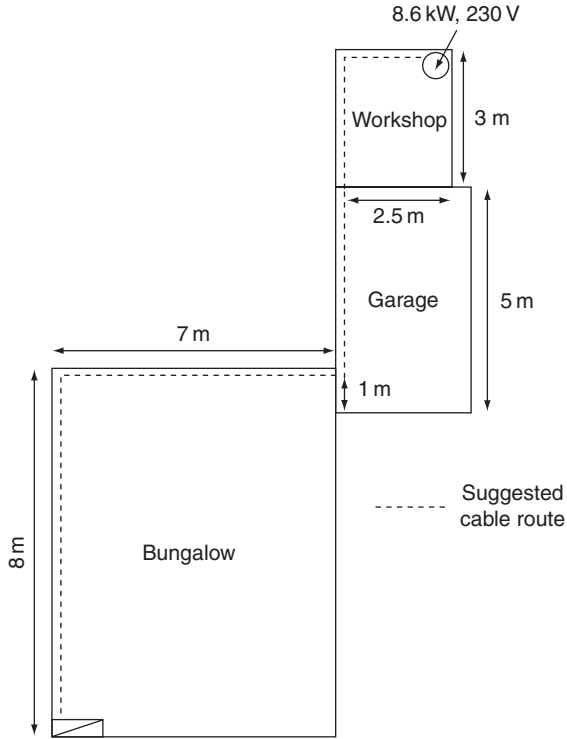 8.6 kW, 230 V
Workshop
3 m
2.5 m
Garage
5 m
7 m
1 m
Suggested
cable route
Bungalow
8 m